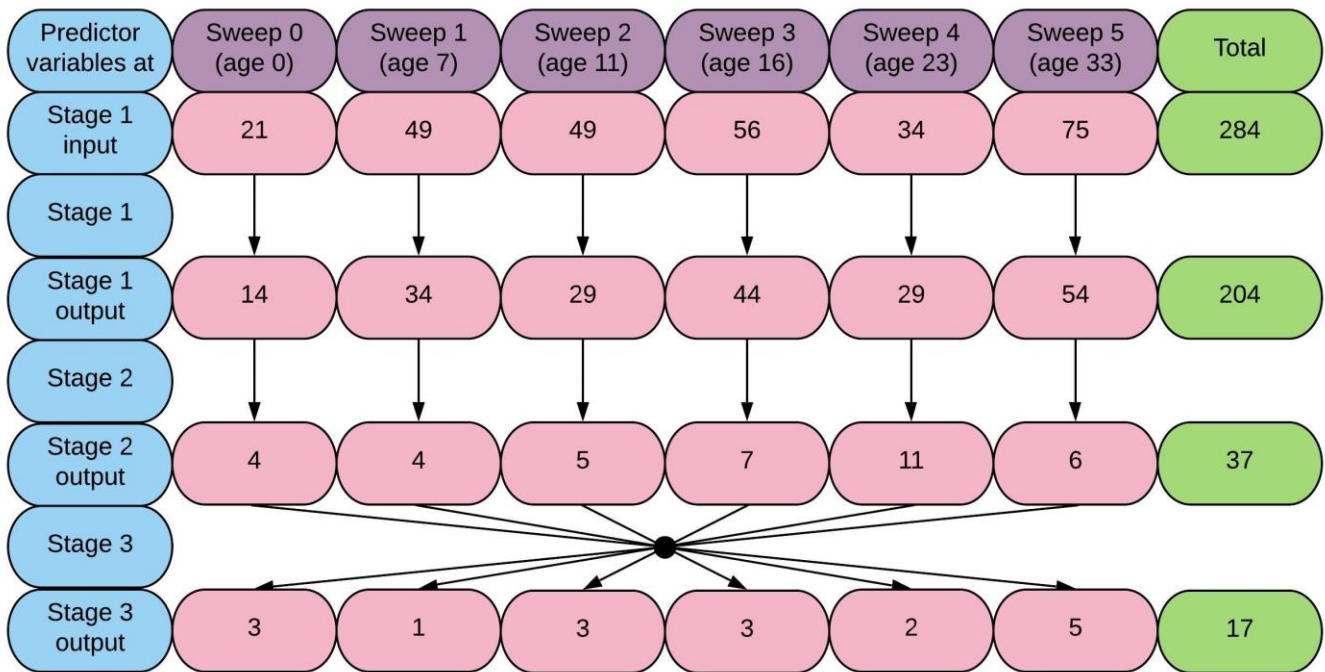 Predictor
variables at
Sweep 0
(age 0)
Sweep 1
(age 7)
Sweep 2
(age 11)
Sweep 3
(age 16)
Sweep 4
(age 23)
Sweep 5
(age 33)
Total
Stage 1
input
21
49
49
56
34
75
284
Stage 1
Stage 1
output
14
34
29
44
29
54
204
Stage 2
Stage 2
output
4
4
5
7
11
6
37
Stage 3
Stage 3
output
3
1
3
3
2
5
17